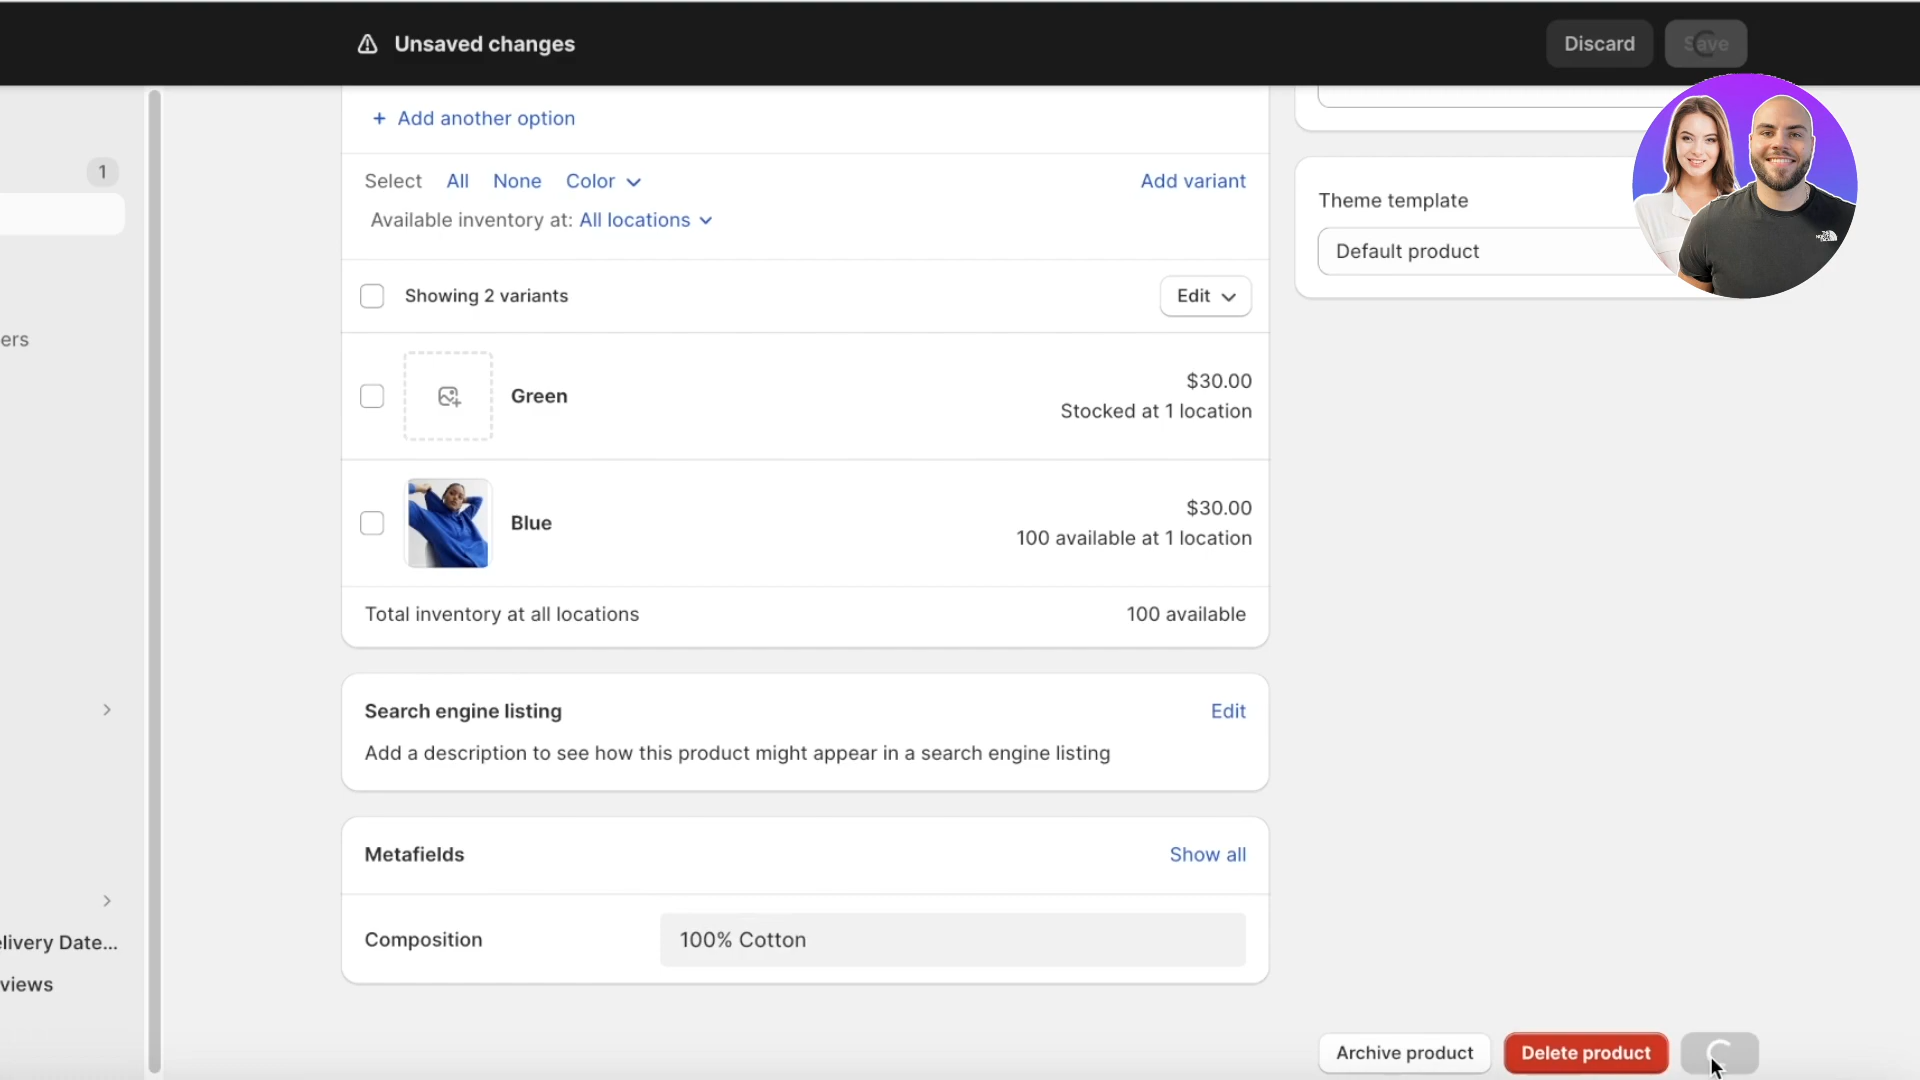 Unsaved changes
Discard
Save
+ Add another option
1
Select All None Color
Add variant
Theme template
Available inventory at: All locations
Default product
Showing 2 variants
Edit
ers
Green
$30.00
Stocked at 1 location
Blue
$30.00
100 available at 1 location
Total inventory at all locations
100 available
Search engine listing
Edit
Add a description to see how this product might appear in a search engine listing
Metafields
Show all
Composition
100% Cotton
elivery Date...
views
Archive product
Delete product